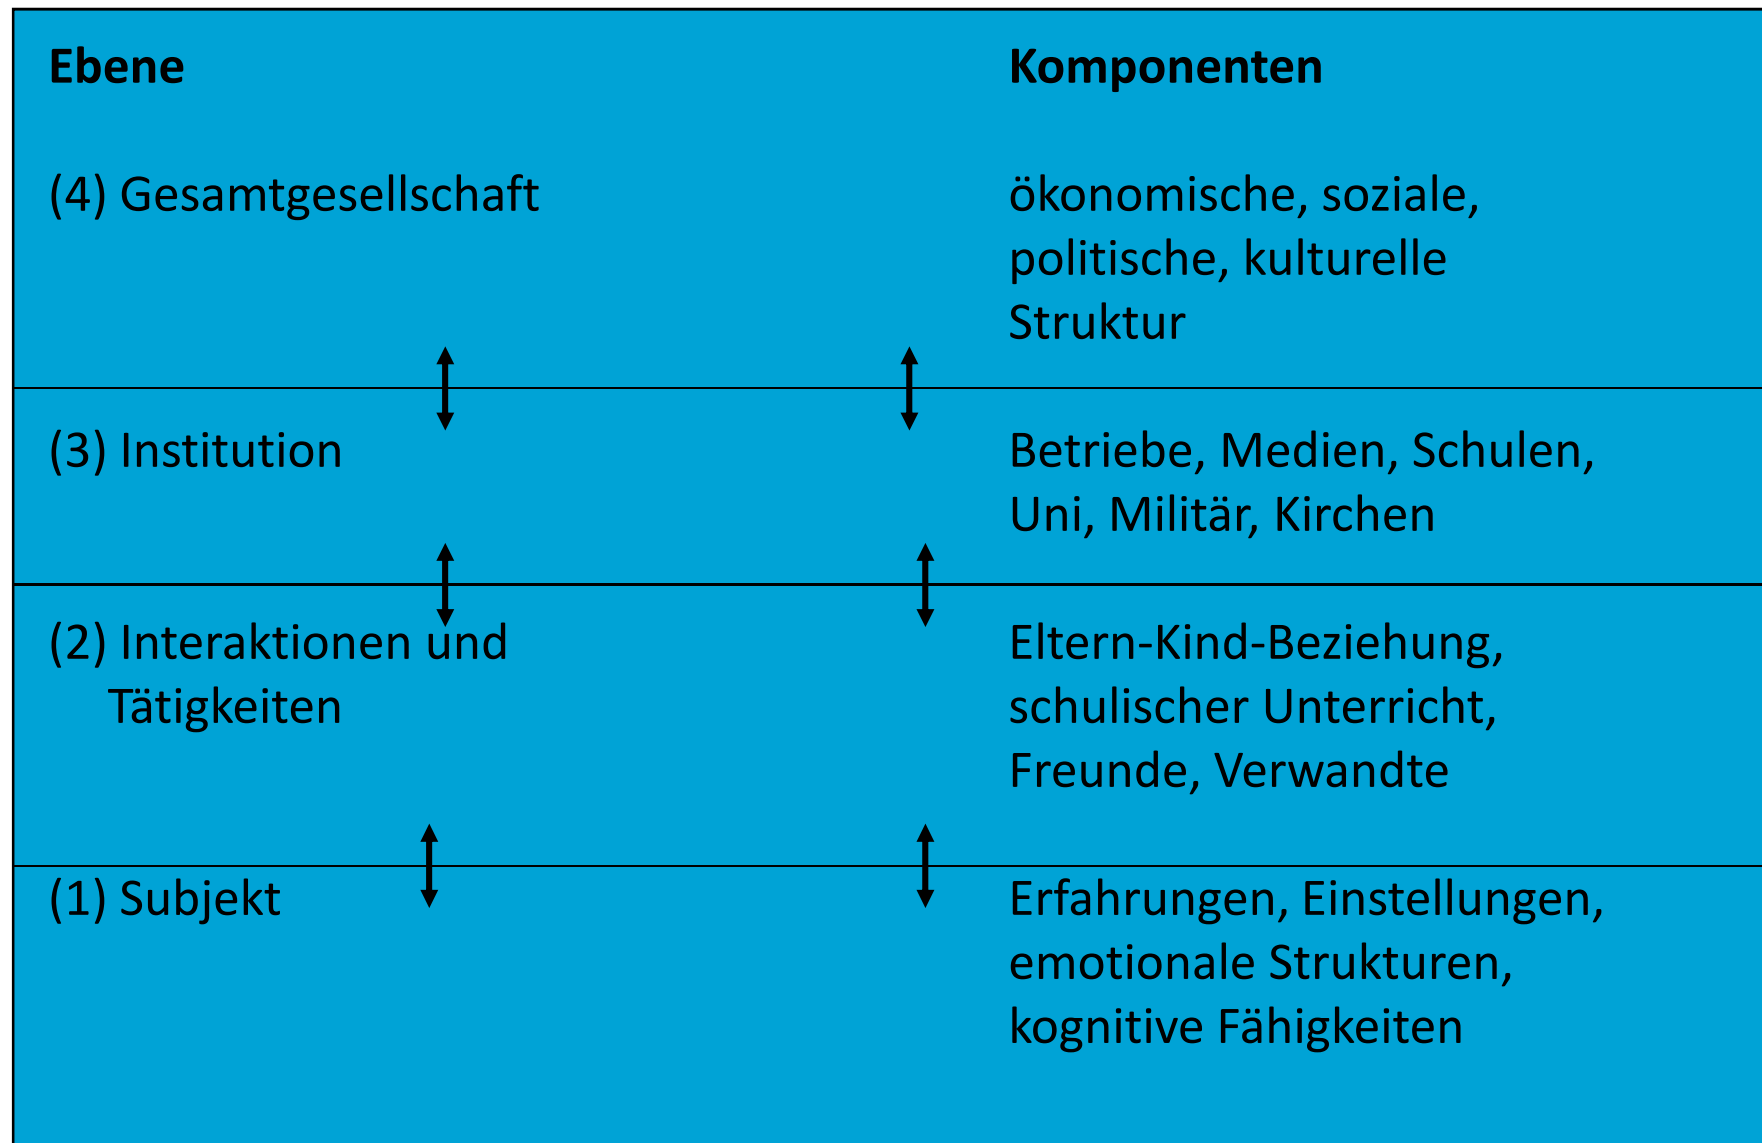 Ebene Komponenten
(4) Gesamtgesellschaft ökonomische, soziale,
politische, kulturelle
Struktur
(3) Institution Betriebe, Medien, Schulen,
Uni, Militär, Kirchen
(2) Interaktionen und Eltern-Kind-Beziehung,
Tätigkeiten schulischer Unterricht,
Freunde, Verwandte
(1) Subjekt Erfahrungen, Einstellungen,
emotionale Strukturen,
kognitive Fähigkeiten